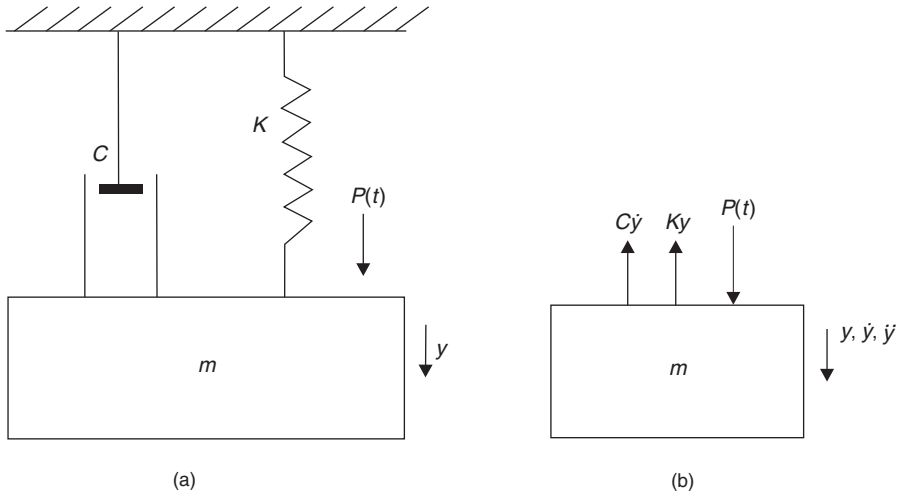 C
K
P(t)
m
y
(a)
Cẏ Ky P(t)
m
y, ẏ, ÿ
(b)